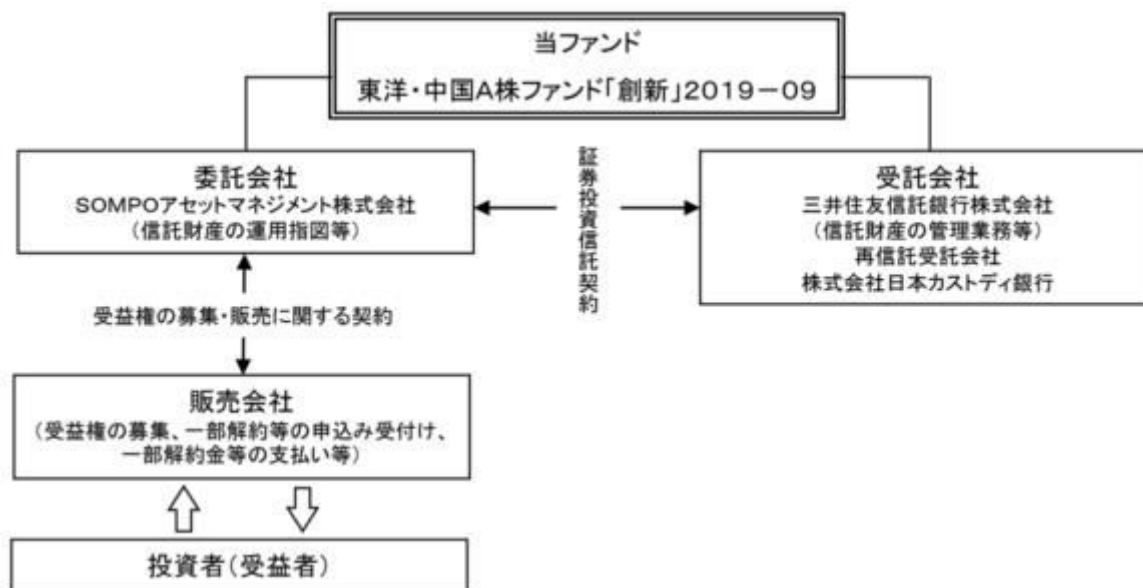 当ファンド
東洋・中国A株ファンド「創新」2019－09
委託会社
SOMPOアセットマネジメント株式会社
（信託財産の運用指図等）
証券投資信託契約
受託会社
三井住友信託銀行株式会社
（信託財産の管理業務等）
再信託受託会社
株式会社日本カストディ銀行
受益権の募集・販売に関する契約
販売会社
（受益権の募集、一部解約等の申込み受付け、
一部解約金等の支払い等）
投資者（受益者）